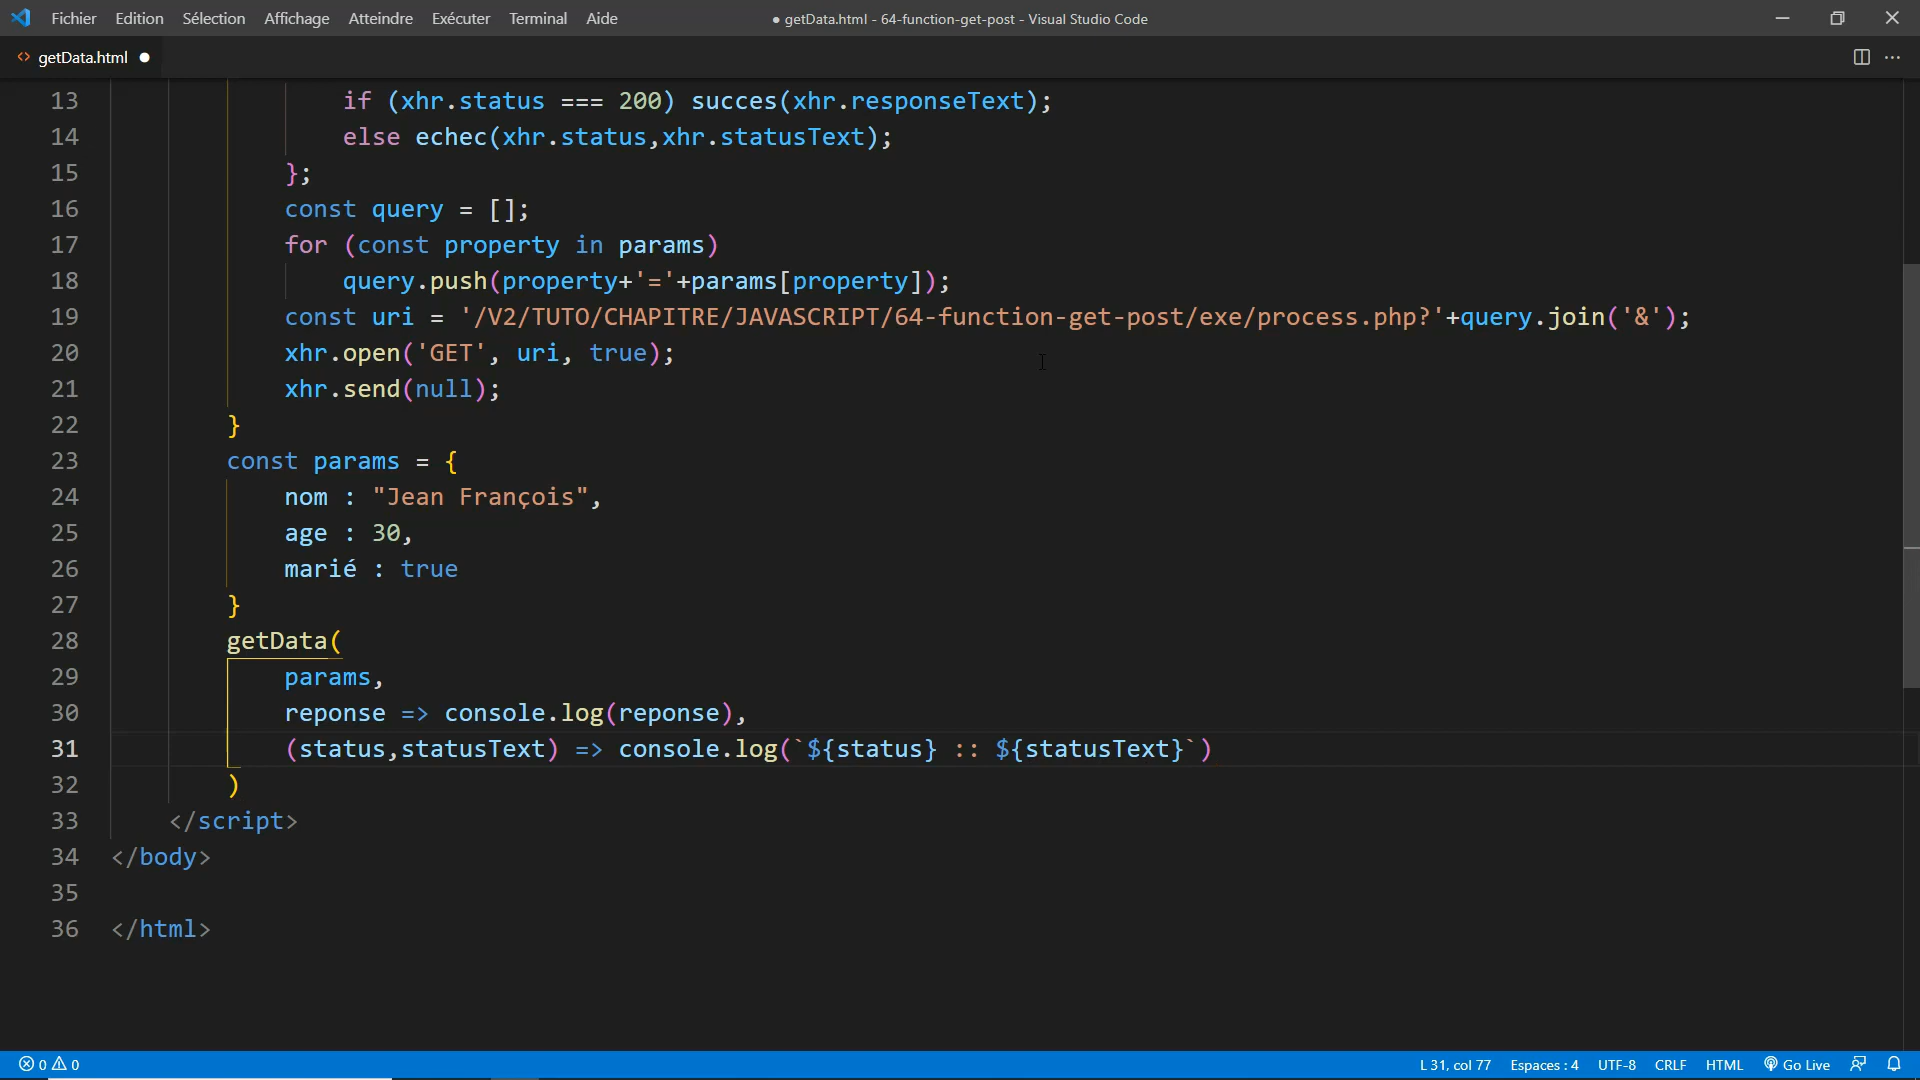 Fichier Edition Sélection Affichage Atteindre Exécuter Terminal Aide ● getData.html - 64-function-get-post - Visual Studio Code
<> getData.html ●
13 if (xhr.status === 200) succes(xhr.responseText);
14 else echec(xhr.status,xhr.statusText);
15 };
16 const query = [];
17 for (const property in params)
18 query.push(property+'='+params[property]);
19 const uri = '/V2/TUTO/CHAPITRE/JAVASCRIPT/64-function-get-post/exe/process.php?'+query.join('&');
20 xhr.open('GET', uri, true);
21 xhr.send(null);
22 }
23 const params = {
24 nom : "Jean François",
25 age : 30,
26 marié : true
27 }
28 getData(
29 params,
30 reponse => console.log(reponse),
31 (status,statusText) => console.log(`${status} :: ${statusText}`)
32 )
33 </script>
34 </body>
35
36 </html>
0 0 L 31, col 77 Espaces : 4 UTF-8 CRLF HTML Go Live